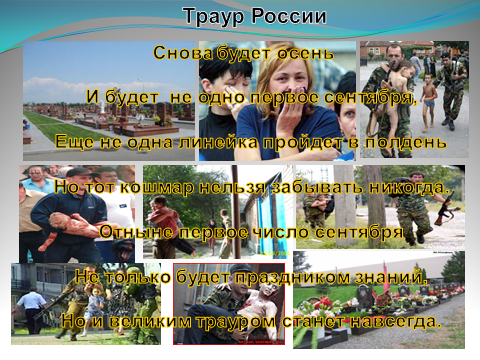 Траур России
Снова будет осень
И будет не одно первое сентября,
Еще не одна линейка пройдет в полдень
Но тот кошмар нельзя забывать никогда.
Отныне первое число сентября
Не только будет праздником знаний,
Но и великим трауром станет навсегда.